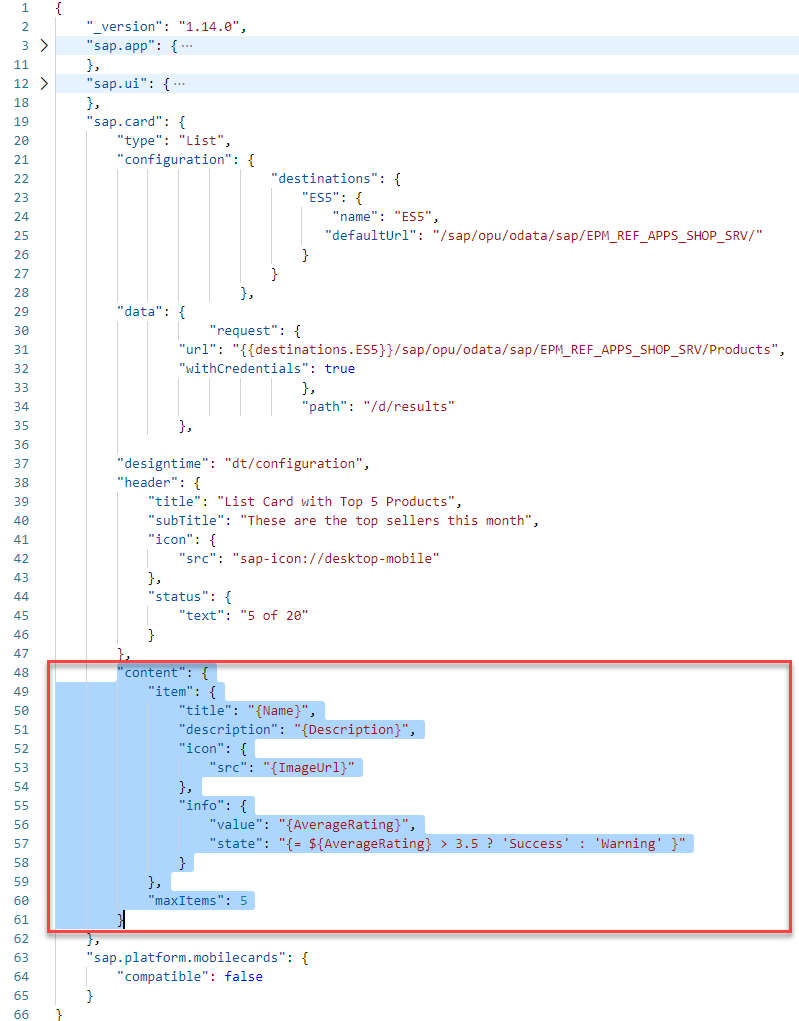 1 {
2     "_version": "1.14.0",
3     "sap.app": { ···
11     },
12     "sap.ui": { ···
18     },
19     "sap.card": {
20         "type": "List",
21         "configuration": {
22                             "destinations": {
23                                 "ES5": {
24                                     "name": "ES5",
25                                    "defaultUrl": "/sap/opu/odata/sap/EPM_REF_APPS_SHOP_SRV/"
26                                 }
27                             }
28                         },
29         "data": {
30                     "request": {
31                 "url": "{{destinations.ES5}}/sap/opu/odata/sap/EPM_REF_APPS_SHOP_SRV/Products",
32                 "withCredentials": true
33                                 },
34                                 "path": "/d/results"
35                 },
36
37         "designtime": "dt/configuration",
38         "header": {
39             "title": "List Card with Top 5 Products",
40             "subTitle": "These are the top sellers this month",
41             "icon": {
42                 "src": "sap-icon://desktop-mobile"
43             },
44             "status": {
45                 "text": "5 of 20"
46             }
47         },
48         "content": {
49             "item": {
50                 "title": "{Name}",
51                 "description": "{Description}",
52                 "icon": {
53                     "src": "{ImageUrl}"
54                 },
55                 "info": {
56                     "value": "{AverageRating}",
57                     "state": "{= ${AverageRating} > 3.5 ? 'Success' : 'Warning' }"
58                 }
59             },
60             "maxItems": 5
61         }
62     },
63     "sap.platform.mobilecards": {
64         "compatible": false
65     }
66 }